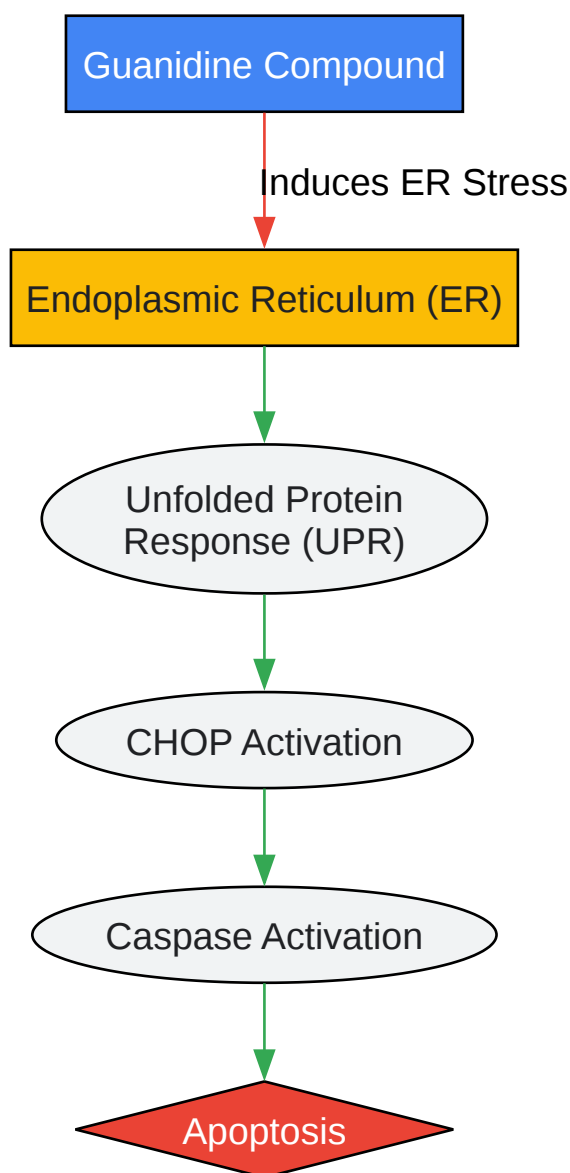 Guanidine Compound
Induces ER Stress
Endoplasmic Reticulum (ER)
Unfolded Protein
Response (UPR)
CHOP Activation
Caspase Activation
Apoptosis